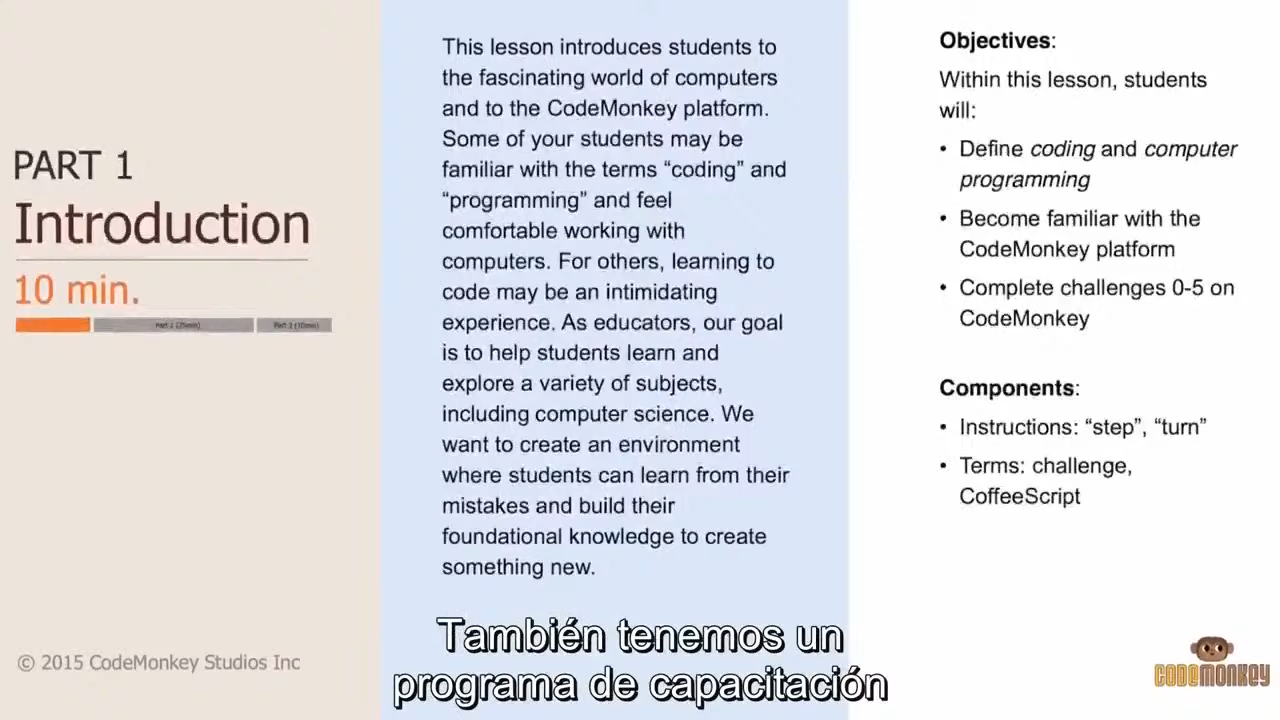 PART 1
Introduction
10 min.
Part 2 (25min)
Part 3 (10min)
© 2015 CodeMonkey Studios Inc
This lesson introduces students to
the fascinating world of computers
and to the CodeMonkey platform.
Some of your students may be
familiar with the terms “coding” and
“programming” and feel
comfortable working with
computers. For others, learning to
code may be an intimidating
experience. As educators, our goal
is to help students learn and
explore a variety of subjects,
including computer science. We
want to create an environment
where students can learn from their
mistakes and build their
foundational knowledge to create
something new.
Objectives:
Within this lesson, students
will:
• Define coding and computer
programming
• Become familiar with the
CodeMonkey platform
• Complete challenges 0-5 on
CodeMonkey
Components:
• Instructions: “step”, “turn”
• Terms: challenge,
CoffeeScript
CODEMONKEY
También tenemos un
programa de capacitación